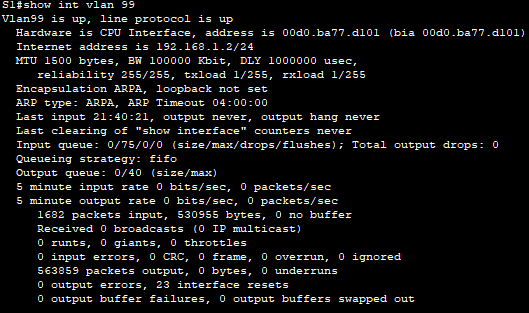 S1#show int vlan 99
Vlan99 is up, line protocol is up
Hardware is CPU Interface, address is 00d0.ba77.d101 (bia 00d0.ba77.d101)
Internet address is 192.168.1.2/24
MTU 1500 bytes, BW 100000 Kbit, DLY 1000000 usec,
reliability 255/255, txload 1/255, rxload 1/255
Encapsulation ARPA, loopback not set
ARP type: ARPA, ARP Timeout 04:00:00
Last input 21:40:21, output never, output hang never
Last clearing of "show interface" counters never
Input queue: 0/75/0/0 (size/max/drops/flushes); Total output drops: 0
Queueing strategy: fifo
Output queue: 0/40 (size/max)
5 minute input rate 0 bits/sec, 0 packets/sec
5 minute output rate 0 bits/sec, 0 packets/sec
1682 packets input, 530955 bytes, 0 no buffer
Received 0 broadcasts (0 IP multicast)
0 runts, 0 giants, 0 throttles
0 input errors, 0 CRC, 0 frame, 0 overrun, 0 ignored
563859 packets output, 0 bytes, 0 underruns
0 output errors, 23 interface resets
0 output buffer failures, 0 output buffers swapped out